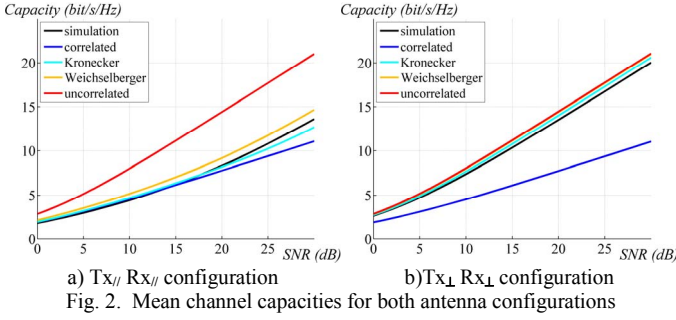 Capacity (bit/s/Hz)
simulation
correlated
Kronecker
Weichselberger
uncorrelated
20
15
10
5
0
0 5 10 15 20 25 SNR (dB)
a) Tx// Rx// configuration
Capacity (bit/s/Hz)
simulation
correlated
Kronecker
Weichselberger
uncorrelated
20
15
10
5
0
0 5 10 15 20 25 SNR (dB)
b)Tx⊥ Rx⊥ configuration
Fig. 2. Mean channel capacities for both antenna configurations